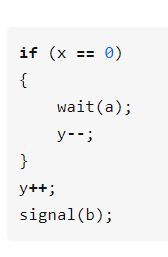 if (x == 0)
{
    wait(a);
    y--;
}
y++;
signal(b);